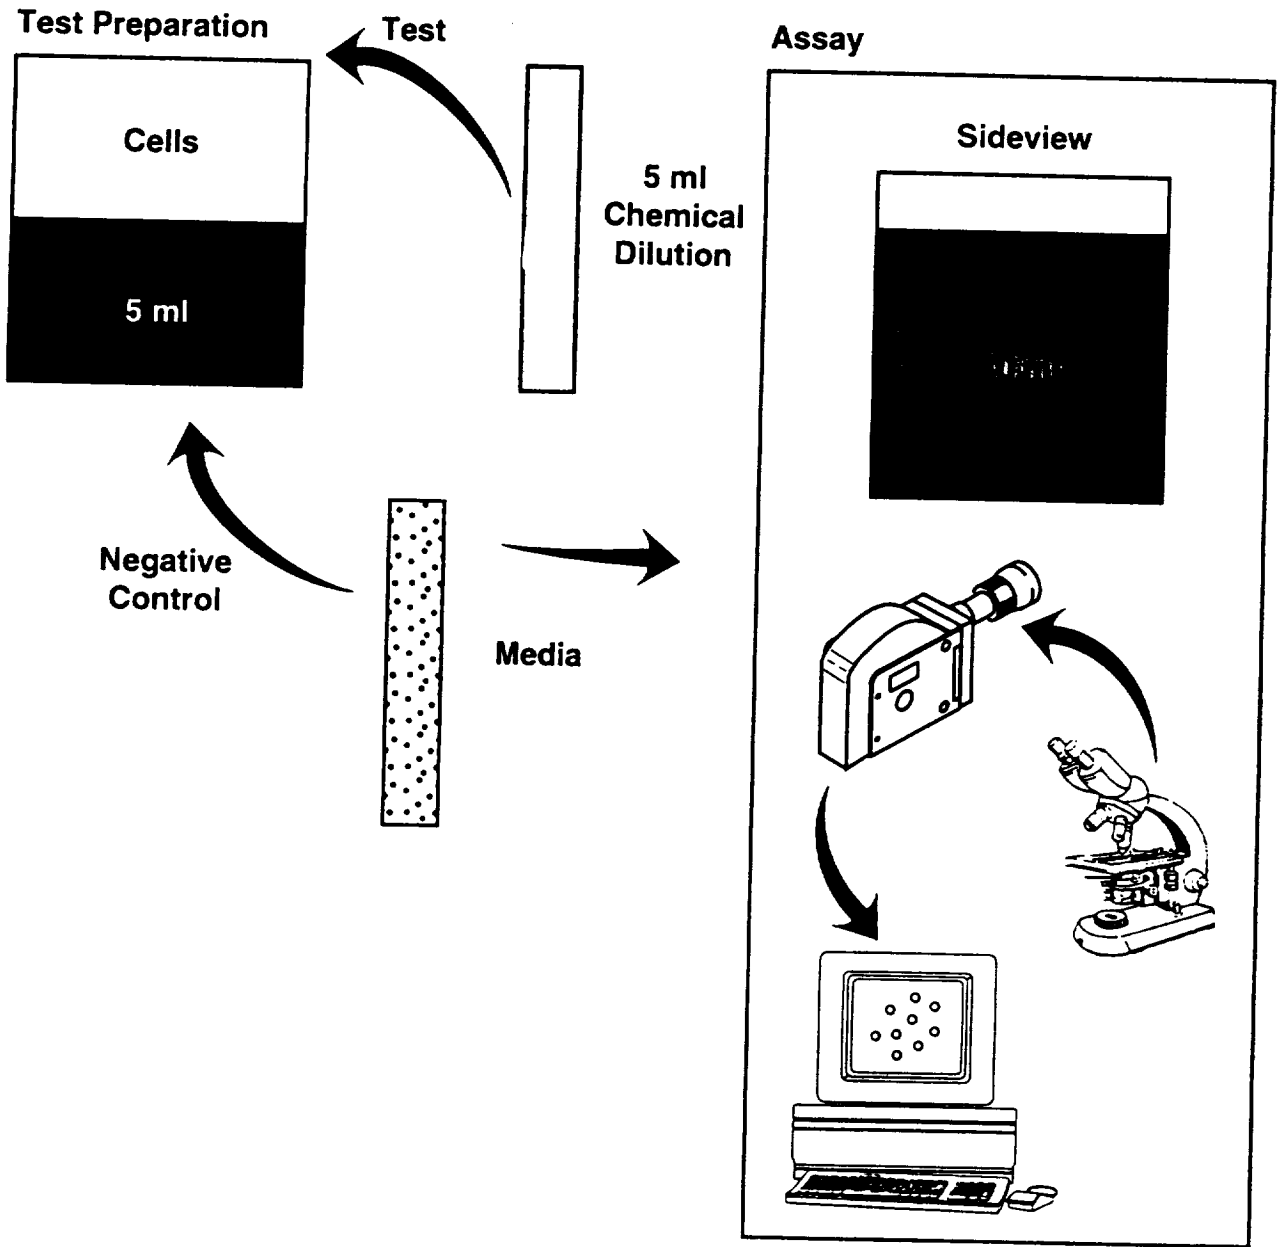 Test Preparation
Test
Assay
Cells
5 ml
5 ml
Chemical
Dilution
Sideview
Negative
Control
Media